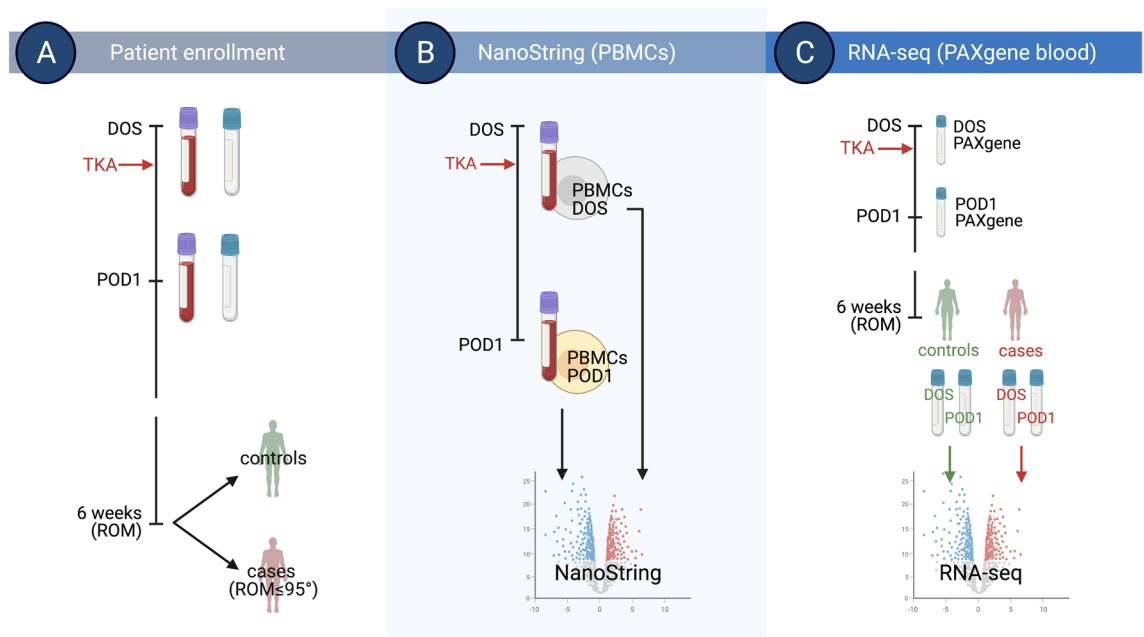 A
Patient enrollment
DOS
TKA
POD1
6 weeks
(ROM)
controls
cases
(ROM≤95°)
B
NanoString (PBMCs)
DOS
TKA
PBMCs
DOS
POD1
PBMCs
POD1
25
20
15
10
5
0
-10
-5
0
5
10
NanoString
C
RNA-seq (PAXgene blood)
DOS
TKA
DOS
PAXgene
POD1
POD1
PAXgene
6 weeks
(ROM)
controls
cases
DOS
POD1
DOS
POD1
25
20
15
10
5
0
-10
-5
0
5
10
RNA-seq